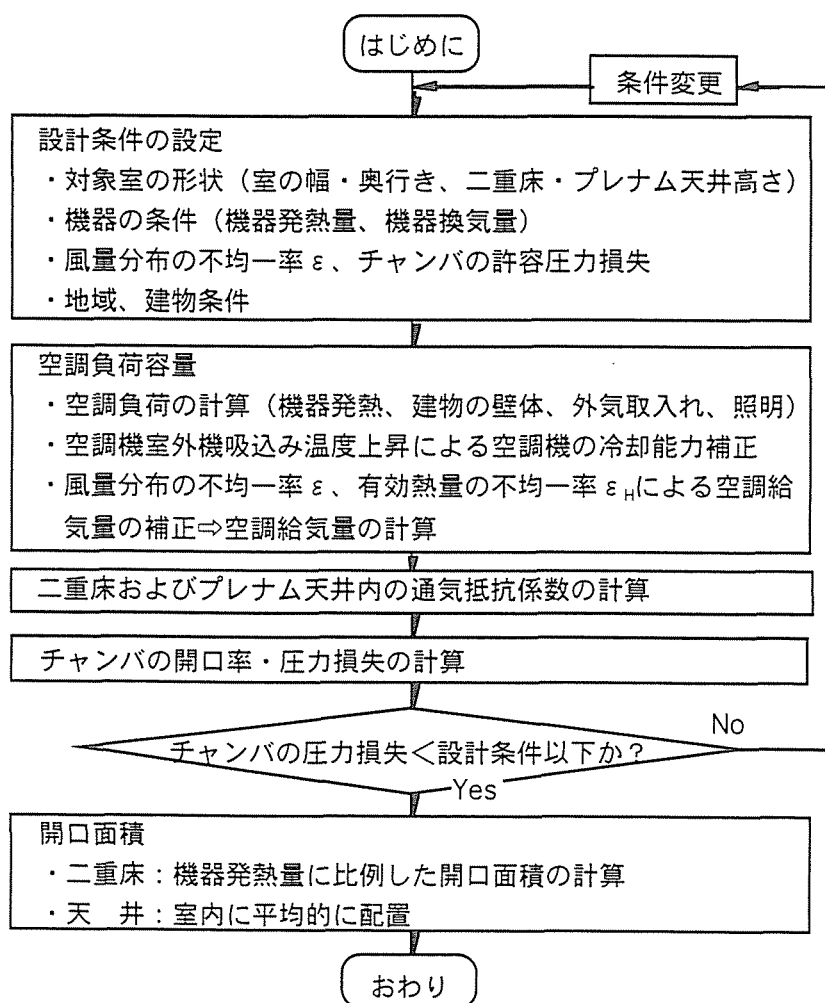 はじめに
条件変更
設計条件の設定
・対象室の形状（室の幅・奥行き、二重床・プレナム天井高さ）
・機器の条件（機器発熱量、機器換気量）
・風量分布の不均一率ε、チャンバの許容圧力損失
・地域、建物条件
空調負荷容量
・空調負荷の計算（機器発熱、建物の壁体、外気取入れ、照明）
・空調機室外機吸込み温度上昇による空調機の冷却能力補正
・風量分布の不均一率ε、有効熱量の不均一率εHによる空調給
気量の補正⇨空調給気量の計算
二重床およびプレナム天井内の通気抵抗係数の計算
チャンバの開口率・圧力損失の計算
チャンバの圧力損失＜設計条件以下か？
No
Yes
開口面積
・二重床：機器発熱量に比例した開口面積の計算
・天　井：室内に平均的に配置
おわり